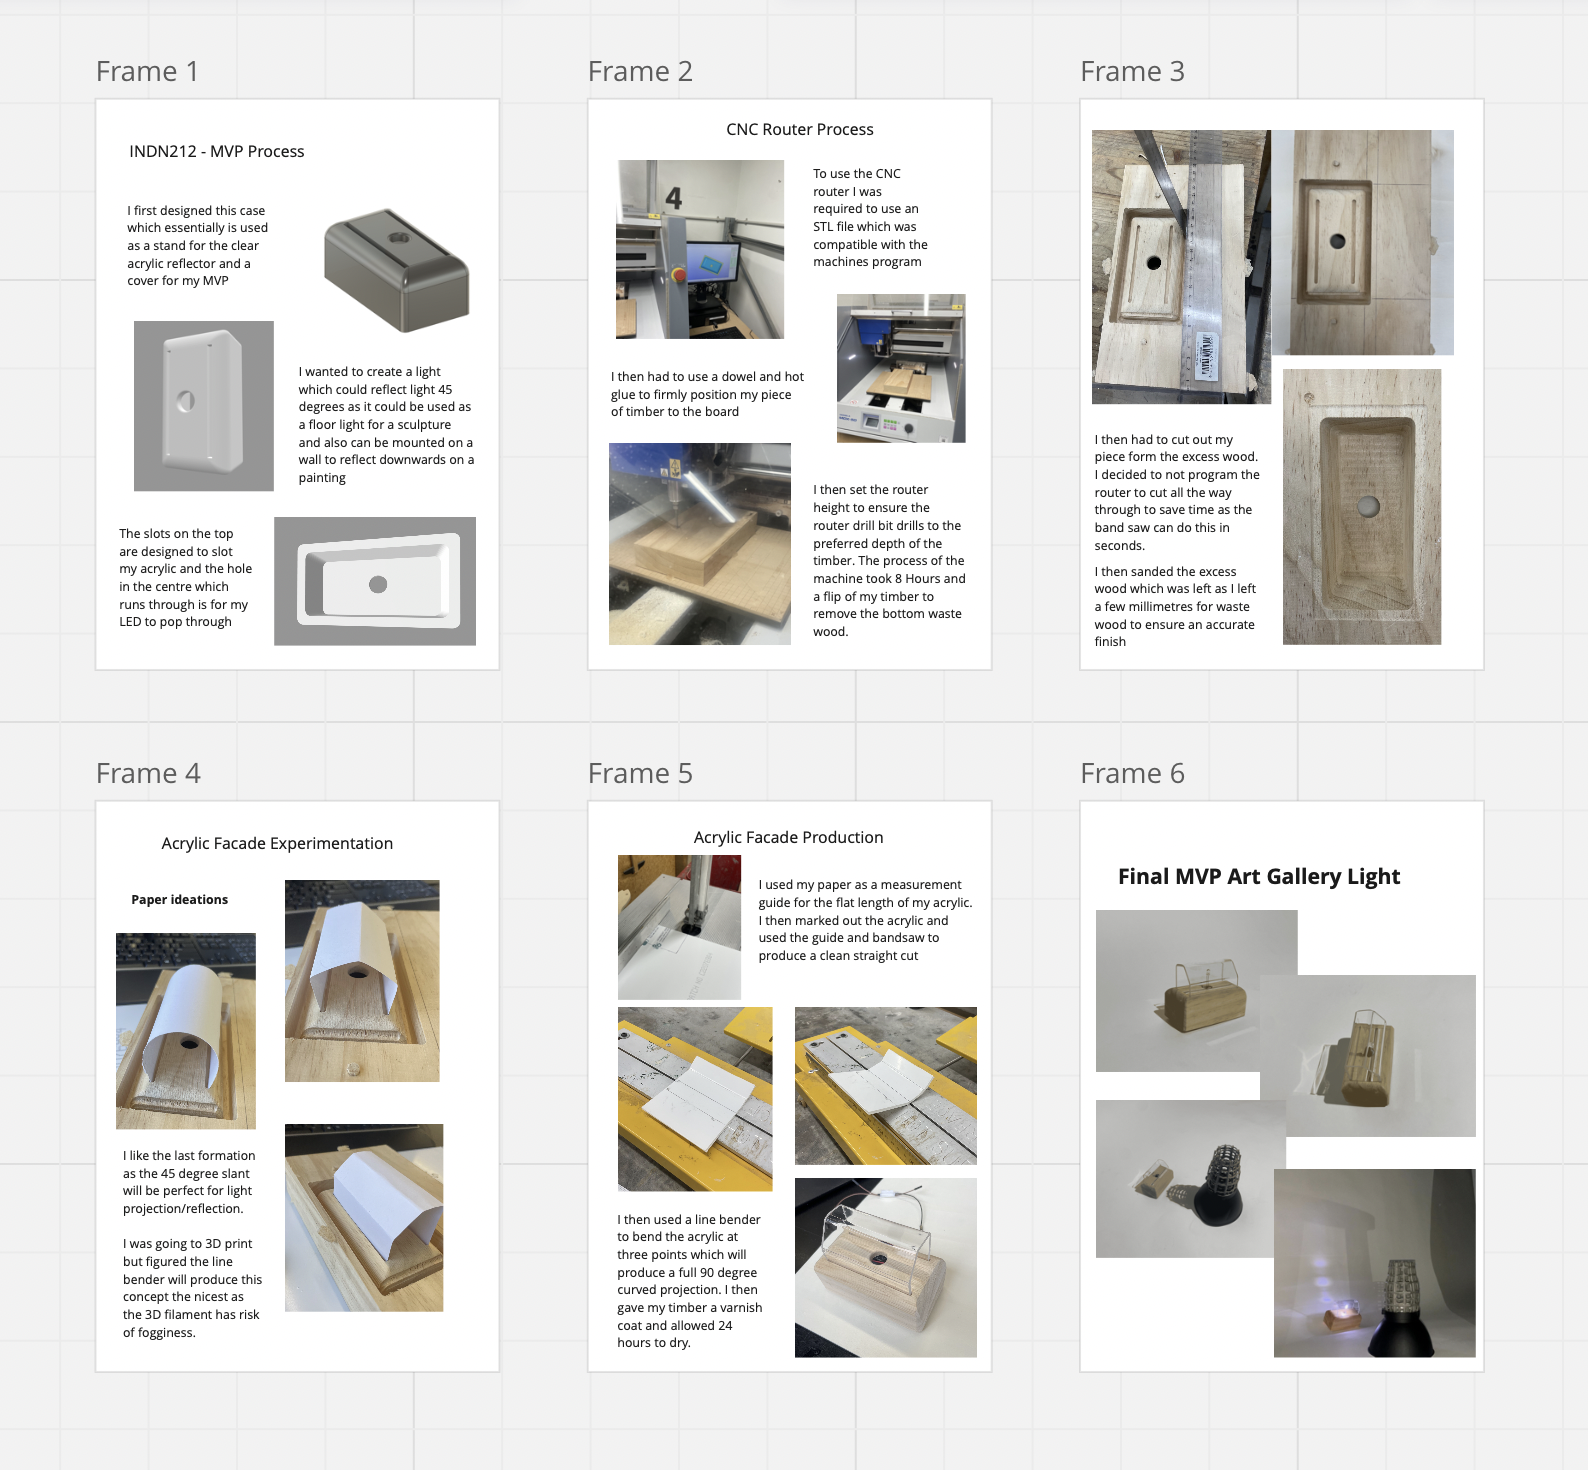 Frame 1
INDN212 - MVP Process
I first designed this case
which essentially is used
as a stand for the clear
acrylic reflector and a
cover for my MVP
I wanted to create a light
which could reflect light 45
degrees as it could be used as
a floor light for a sculpture
and also can be mounted on a
wall to reflect downwards on a
painting
The slots on the top
are designed to slot
my acrylic and the hole
in the centre which
runs through is for my
LED to pop through
Frame 2
CNC Router Process
4
To use the CNC
router I was
required to use an
STL file which was
compatible with the
machines program
I then had to use a dowel and hot
glue to firmly position my piece
of timber to the board
I then set the router
height to ensure the
router drill bit drills to the
preferred depth of the
timber. The process of the
machine took 8 Hours and
a flip of my timber to
remove the bottom waste
wood.
Frame 3
I then had to cut out my
piece form the excess wood.
I decided to not program the
router to cut all the way
through to save time as the
band saw can do this in
seconds.
I then sanded the excess
wood which was left as I left
a few millimetres for waste
wood to ensure an accurate
finish
Frame 4
Acrylic Facade Experimentation
Paper ideations
I like the last formation
as the 45 degree slant
will be perfect for light
projection/reflection.
I was going to 3D print
but figured the line
bender will produce this
concept the nicest as
the 3D filament has risk
of fogginess.
Frame 5
Acrylic Facade Production
I used my paper as a measurement
guide for the flat length of my acrylic.
I then marked out the acrylic and
used the guide and bandsaw to
produce a clean straight cut
I then used a line bender
to bend the acrylic at
three points which will
produce a full 90 degree
curved projection. I then
gave my timber a varnish
coat and allowed 24
hours to dry.
Frame 6
Final MVP Art Gallery Light